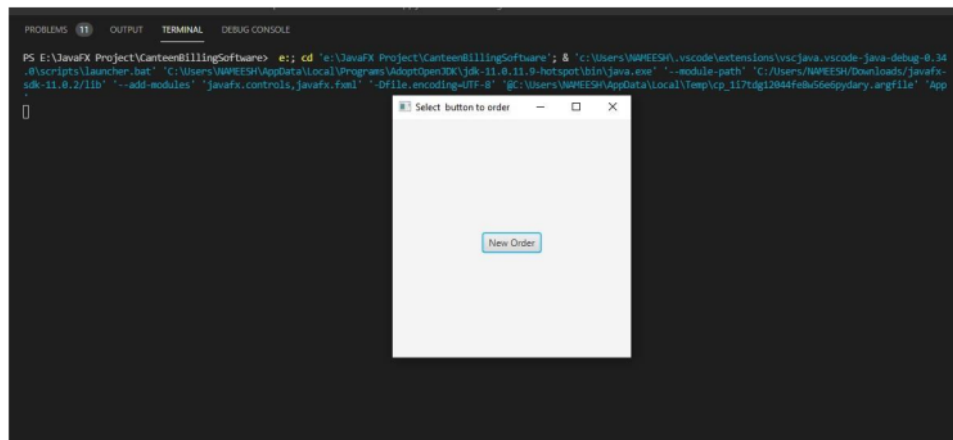 PROBLEMS 11 OUTPUT TERMINAL DEBUG CONSOLE
PS E:\JavaFX Project\CanteenBillingSoftware> e:; cd 'e:\JavaFX Project\CanteenBillingSoftware'; & 'c:\Users\NAMEESH\.vscode\extensions\vscjava.vscode-java-debug-0.34
.0\scripts\launcher.bat' 'C:\Users\NAMEESH\AppData\Local\Programs\AdoptOpenJDK\jdk-11.0.11.9-hotspot\bin\java.exe' '--module-path' 'C:/Users/NAMEESH/Downloads/javafx-
sdk-11.0.2/lib' '--add-modules' 'javafx.controls,javafx.fxml' '-Dfile.encoding=UTF-8' '@C:\Users\NAMEESH\AppData\Local\Temp\cp_1i7tdg12044fe8w56e6pydary.argfile' 'App
'
Select button to order
New Order